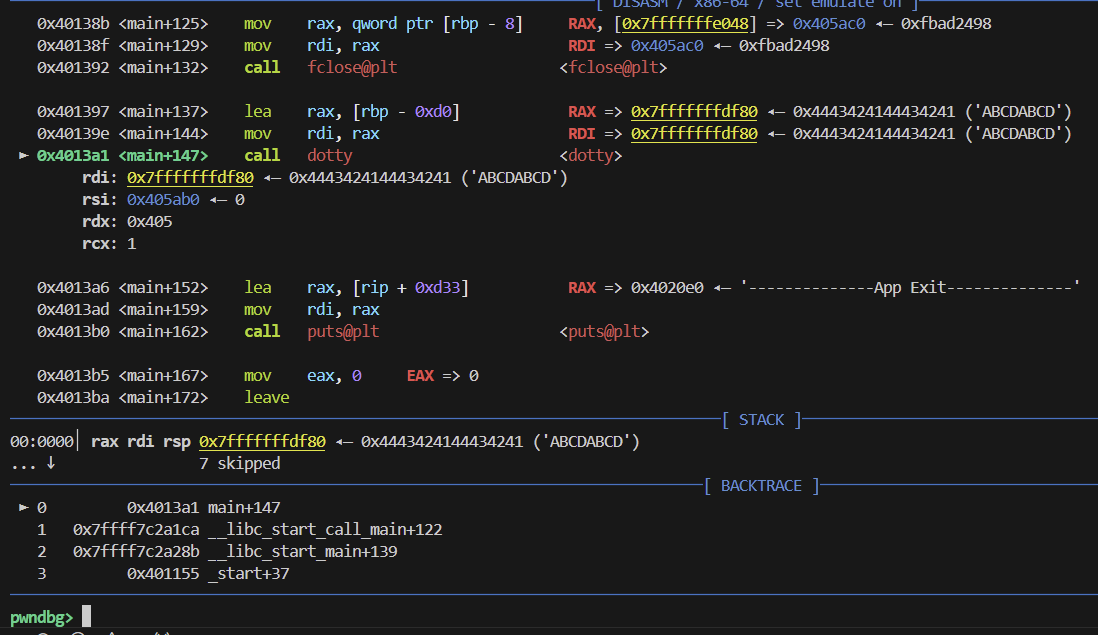 [ DISASM / x86-64 / set emulate on ]
0x40138b <main+125> mov rax, qword ptr [rbp - 8] RAX, [0x7fffffffe048] => 0x405ac0 ◂— 0xfbad2498
0x40138f <main+129> mov rdi, rax RDI => 0x405ac0 ◂— 0xfbad2498
0x401392 <main+132> call fclose@plt <fclose@plt>
0x401397 <main+137> lea rax, [rbp - 0xd0] RAX => 0x7fffffffdf80 ◂— 0x4443424144434241 ('ABCDABCD')
0x40139e <main+144> mov rdi, rax RDI => 0x7fffffffdf80 ◂— 0x4443424144434241 ('ABCDABCD')
► 0x4013a1 <main+147> call dotty <dotty>
rdi: 0x7fffffffdf80 ◂— 0x4443424144434241 ('ABCDABCD')
rsi: 0x405ab0 ◂— 0
rdx: 0x405
rcx: 1
0x4013a6 <main+152> lea rax, [rip + 0xd33] RAX => 0x4020e0 ◂— '--------------App Exit--------------'
0x4013ad <main+159> mov rdi, rax
0x4013b0 <main+162> call puts@plt <puts@plt>
0x4013b5 <main+167> mov eax, 0 EAX => 0
0x4013ba <main+172> leave
[ STACK ]
00:0000│ rax rdi rsp 0x7fffffffdf80 ◂— 0x4443424144434241 ('ABCDABCD')
... ↓ 7 skipped
[ BACKTRACE ]
► 0 0x4013a1 main+147
1 0x7ffff7c2a1ca __libc_start_call_main+122
2 0x7ffff7c2a28b __libc_start_main+139
3 0x401155 _start+37
pwndbg>